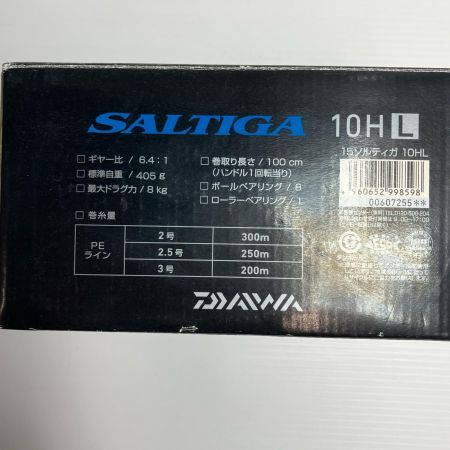 SALTIGA 10H L
15ソルティガ 10HL
□ ギヤー比 / 6.4：1
□ 標準自重 / 405 g
□ 最大ドラグ力 / 8 kg
□ 巻取り長さ / 100 cm
(ハンドル1回転当り)
□ ボールベアリング / 8
□ ローラーベアリング / 1
960652 998598
00607255**
□ 巻糸量
PE
ライン
2号 300m
2.5号 250m
3号 200m
DAIWA